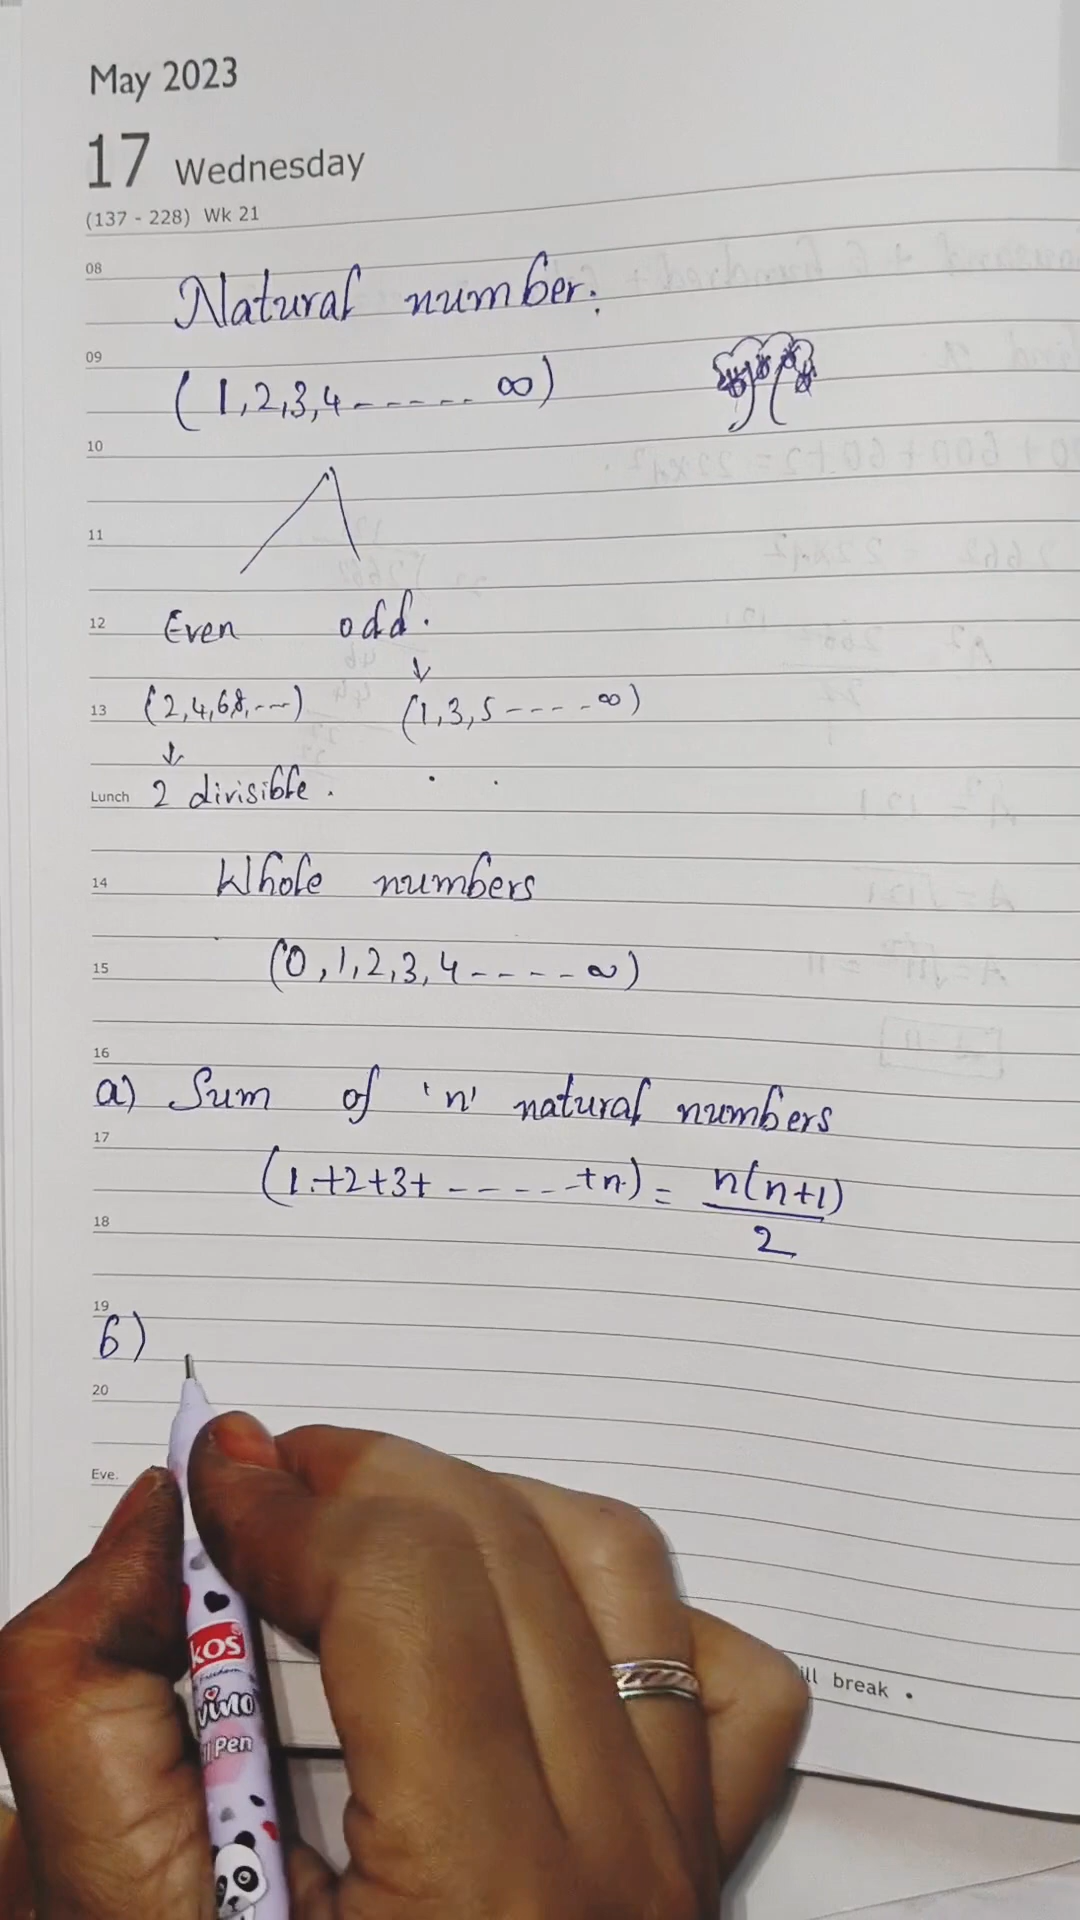 May 2023
17 Wednesday
(137 - 228) Wk 21
08
Natural number.
09
(1,2,3,4 ------ ∞)
10
11
12 Even odd.
↓
13 (2,4,6,8, ---) (1,3,5 ----- ∞)
↓
Lunch 2 divisible.
14 Whole numbers
15 (0,1,2,3,4 ----- ∞)
16
a) Sum of 'n' natural numbers
17
(1+2+3+ ------ +n) = n(n+1)
18 2
19
b)
20
Eve.
kos
vino
Pen
ill break •